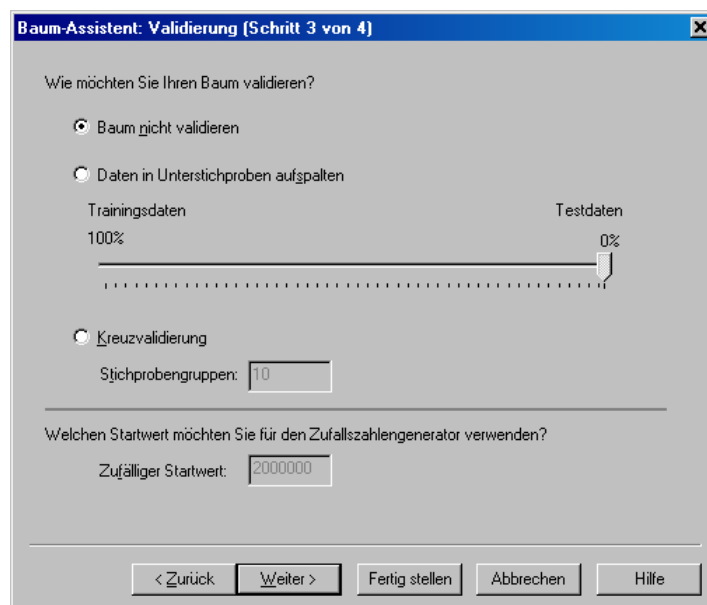 Baum-Assistent: Validierung (Schritt 3 von 4)
Wie möchten Sie Ihren Baum validieren?
Baum nicht validieren
Daten in Unterstichproben aufspalten
Trainingsdaten Testdaten
100% 0%
Kreuzvalidierung
Stichprobengruppen: 10
Welchen Startwert möchten Sie für den Zufallszahlengenerator verwenden?
Zufälliger Startwert: 2000000
< Zurück Weiter > Fertig stellen Abbrechen Hilfe